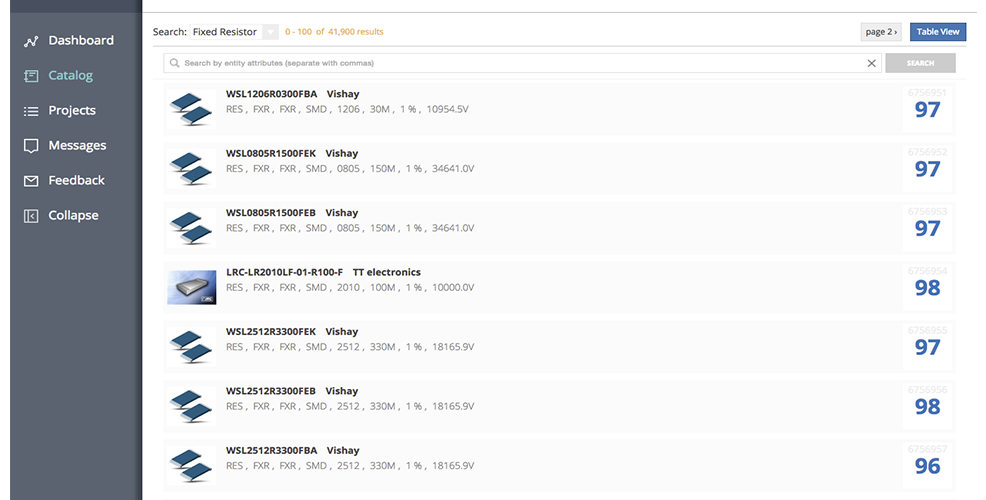 Dashboard
Catalog
Projects
Messages
Feedback
Collapse
Search: Fixed Resistor 0 - 100 of 41,900 results page 2 › Table View
Search by entity attributes (separate with commas) SEARCH
WSL1206R0300FBA Vishay
RES , FXR , FXR , SMD , 1206 , 30M , 1 % , 10954.5V
6756951
97
WSL0805R1500FEK Vishay
RES , FXR , FXR , SMD , 0805 , 150M , 1 % , 34641.0V
6756952
97
WSL0805R1500FEB Vishay
RES , FXR , FXR , SMD , 0805 , 150M , 1 % , 34641.0V
6756953
97
LRC-LR2010LF-01-R100-F TT electronics
RES , FXR , FXR , SMD , 2010 , 100M , 1 % , 10000.0V
6756954
98
WSL2512R3300FEK Vishay
RES , FXR , FXR , SMD , 2512 , 330M , 1 % , 18165.9V
6756955
97
WSL2512R3300FEB Vishay
RES , FXR , FXR , SMD , 2512 , 330M , 1 % , 18165.9V
6756956
98
WSL2512R3300FBA Vishay
RES , FXR , FXR , SMD , 2512 , 330M , 1 % , 18165.9V
6756957
96